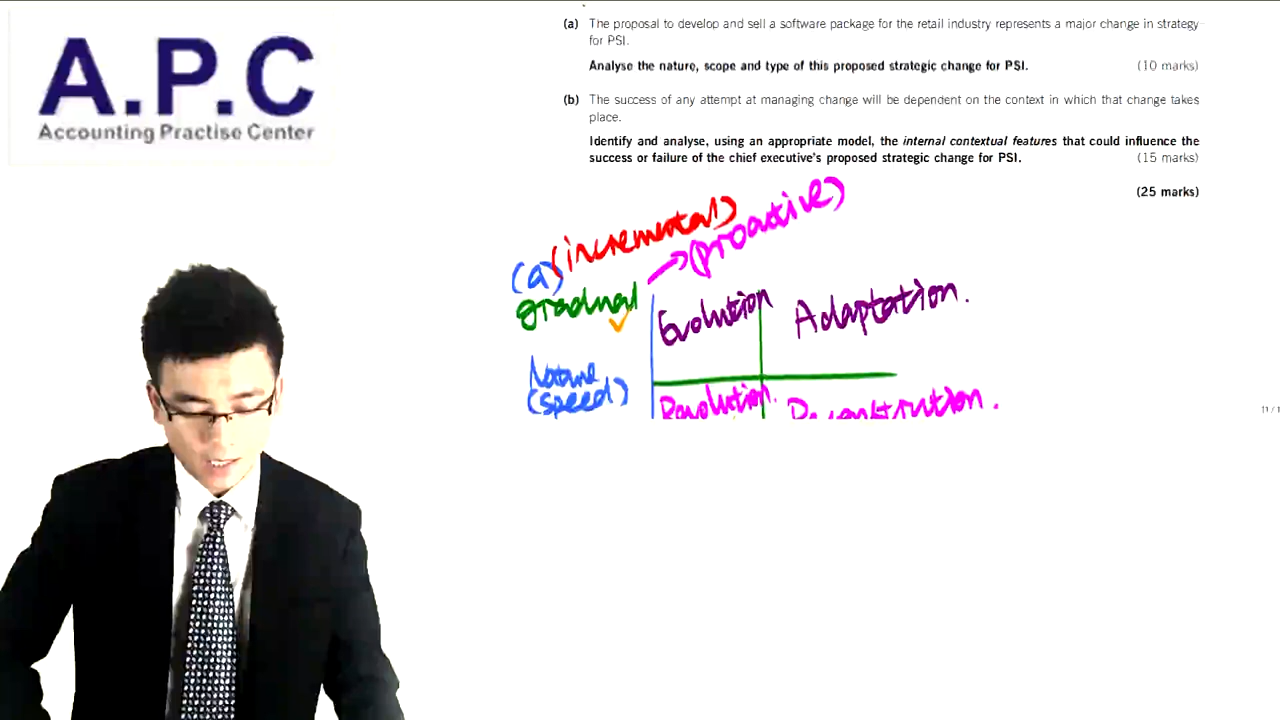 A.P.C
Accounting Practise Center
(a) The proposal to develop and sell a software package for the retail industry represents a major change in strategy
for PSI.
Analyse the nature, scope and type of this proposed strategic change for PSI. (10 marks)
(b) The success of any attempt at managing change will be dependent on the context in which that change takes
place.
Identify and analyse, using an appropriate model, the internal contextual features that could influence the
success or failure of the chief executive's proposed strategic change for PSI. (15 marks)
(25 marks)
(a) (incremental) (proactive)
gradual
Evolution Adaptation.
Nature
(speed)
Revolution.